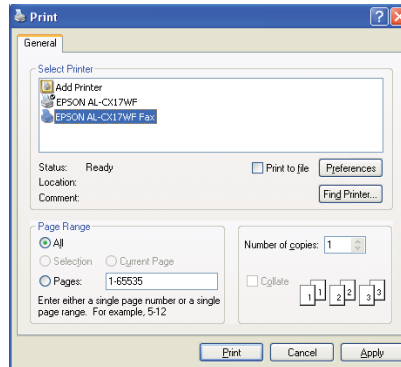 Print
General
Select Printer
Add Printer
EPSON AL-CX17WF
EPSON AL-CX17WF Fax
Status: Ready
Location:
Comment:
Print to file
Preferences
Find Printer...
Page Range
All
Selection Current Page
Pages: 1-65535
Enter either a single page number or a single
page range. For example, 5-12
Number of copies: 1
Collate
1 1 2 2 3 3
Print Cancel Apply